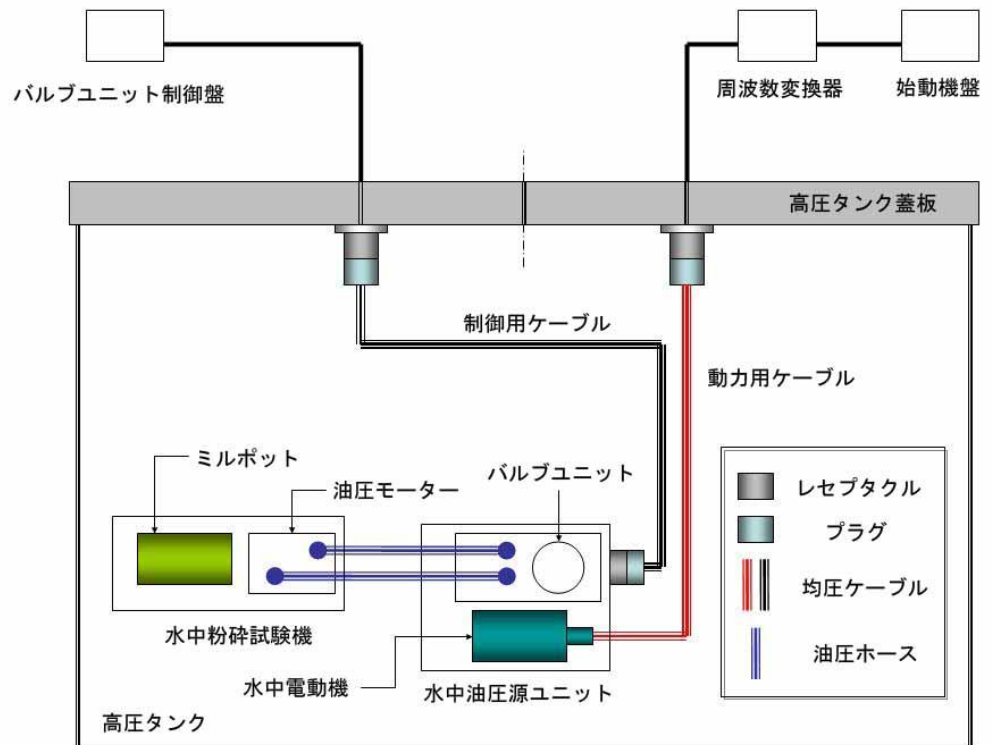 バルブユニット制御盤
周波数変換器
始動機盤
高圧タンク蓋板
制御用ケーブル
動力用ケーブル
ミルポット
油圧モーター
バルブユニット
水中粉砕試験機
水中電動機
水中油圧源ユニット
高圧タンク
レセプタクル
プラグ
均圧ケーブル
油圧ホース